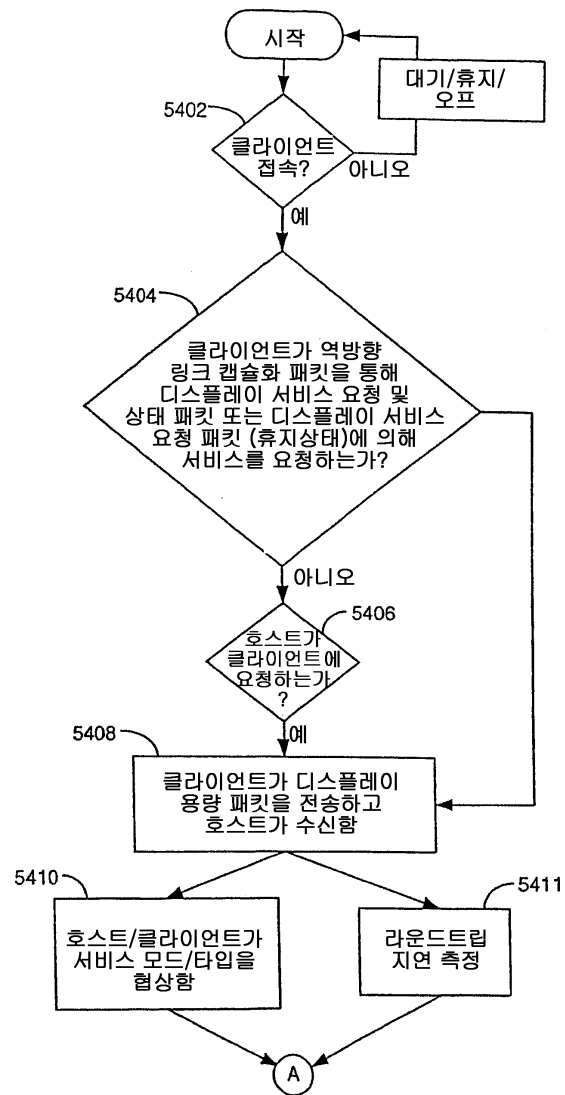 시작
대기/휴지/
오프
5402
클라이언트
접속?
아니오
예
5404
클라이언트가 역방향
링크 캡슐화 패킷을 통해
디스플레이 서비스 요청 및
상태 패킷 또는 디스플레이 서비스
요청 패킷 (휴지상태)에 의해
서비스를 요청하는가?
아니오
5406
호스트가
클라이언트에
요청하는가
?
예
5408
클라이언트가 디스플레이
용량 패킷을 전송하고
호스트가 수신함
5410
호스트/클라이언트가
서비스 모드/타입을
협상함
5411
라운드트립
지연 측정
A